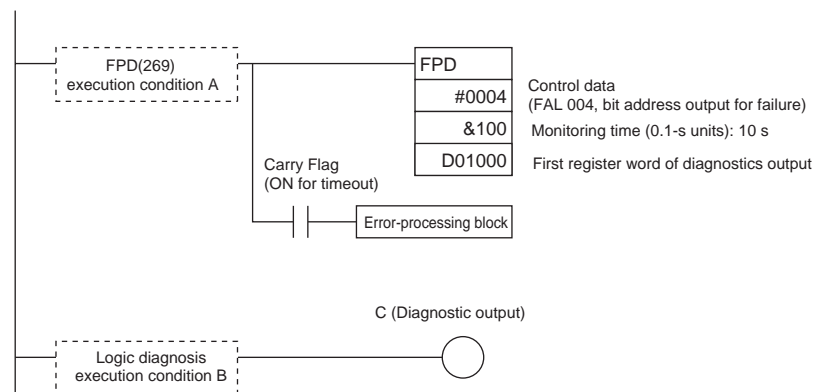 FPD(269)
execution condition A
FPD
#0004
&100
D01000
Control data
(FAL 004, bit address output for failure)
Monitoring time (0.1-s units): 10 s
First register word of diagnostics output
Carry Flag
(ON for timeout)
Error-processing block
C (Diagnostic output)
Logic diagnosis
execution condition B